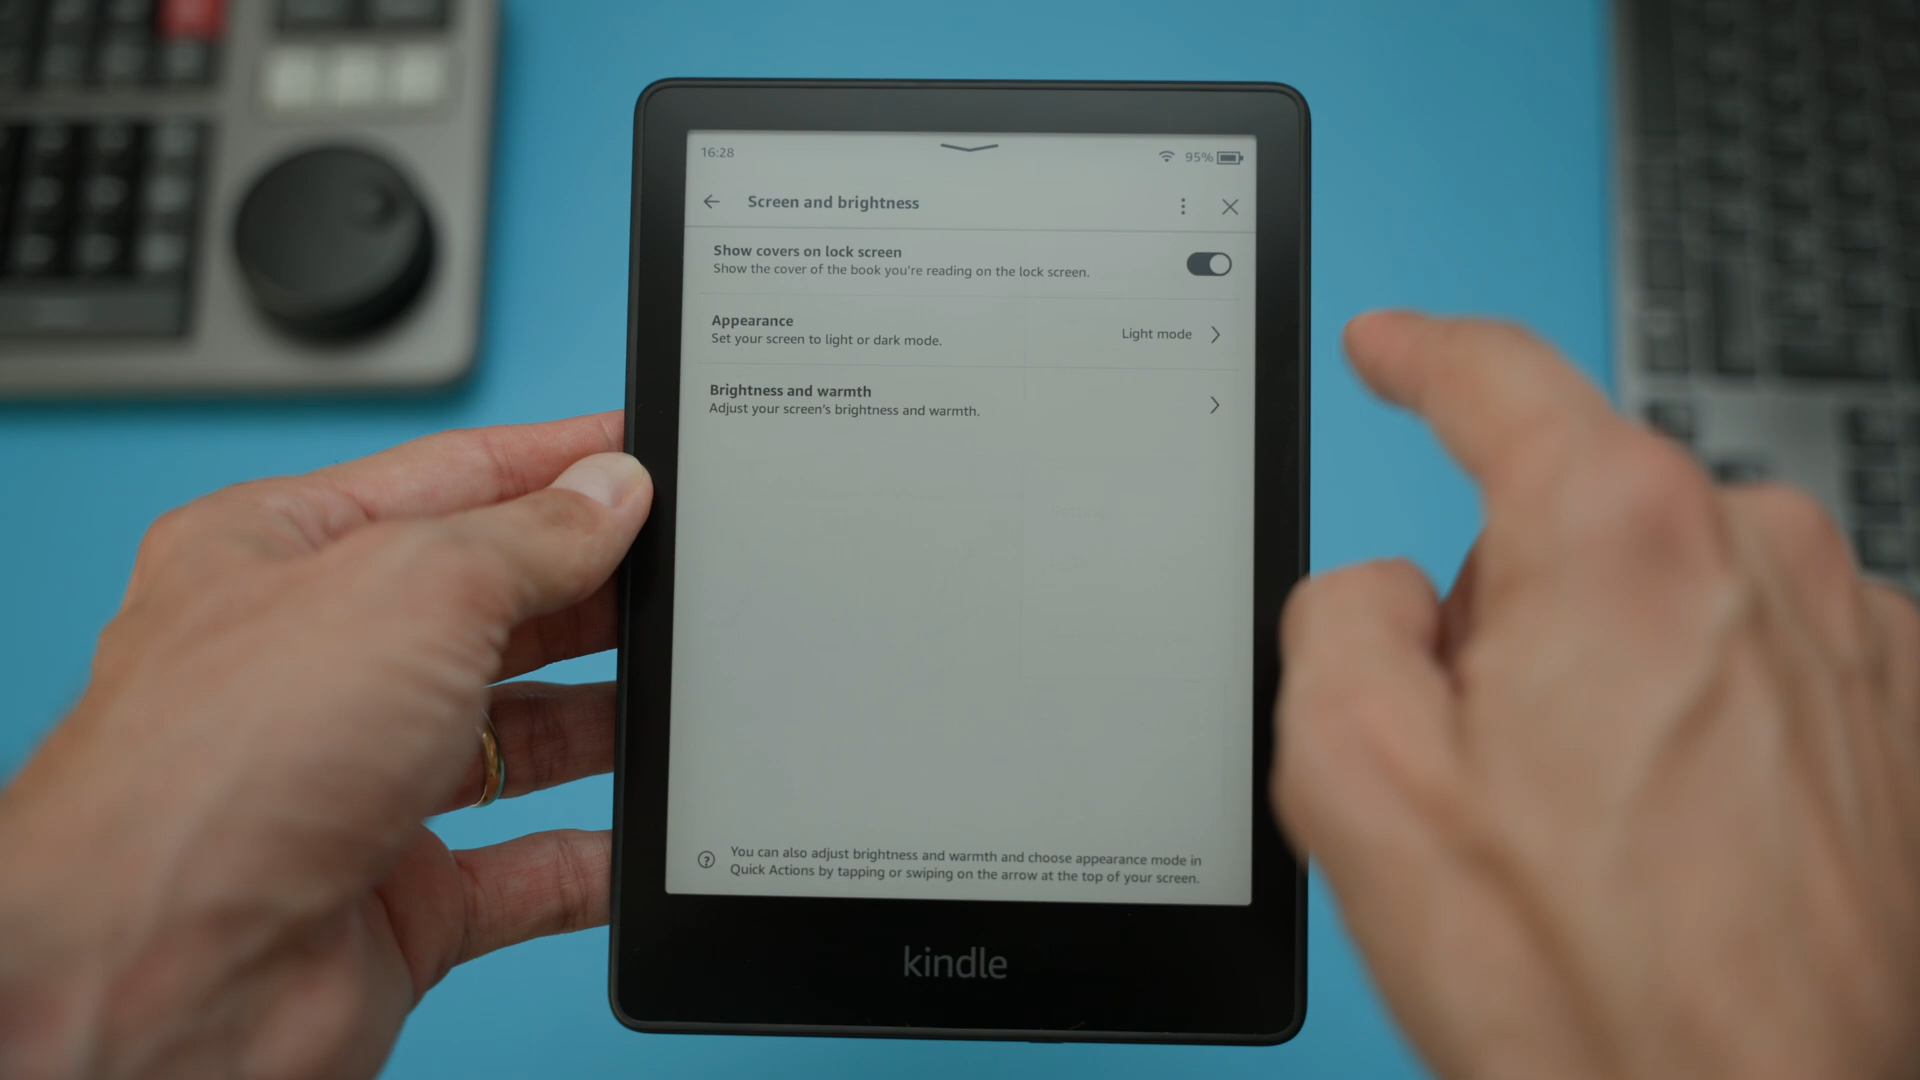 16:28
95%
Screen and brightness
Show covers on lock screen
Show the cover of the book you're reading on the lock screen.
Appearance
Set your screen to light or dark mode.
Light mode
Brightness and warmth
Adjust your screen's brightness and warmth.
You can also adjust brightness and warmth and choose appearance mode in
Quick Actions by tapping or swiping on the arrow at the top of your screen.
kindle